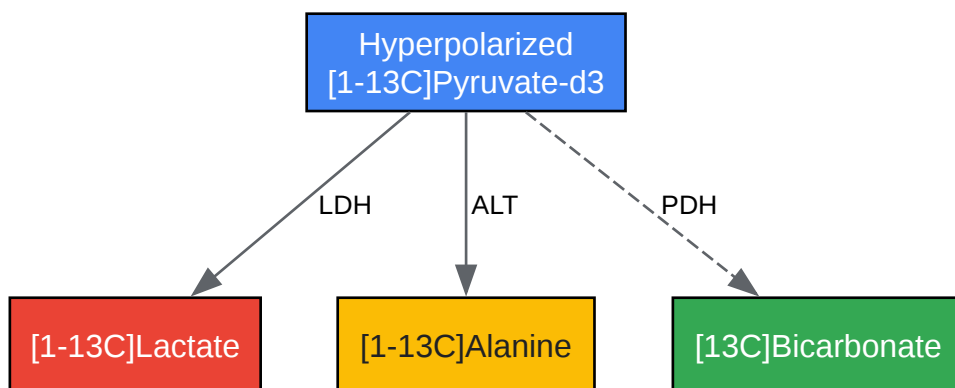 Hyperpolarized
[1-13C]Pyruvate-d3
LDH
ALT
PDH
[1-13C]Lactate
[1-13C]Alanine
[13C]Bicarbonate